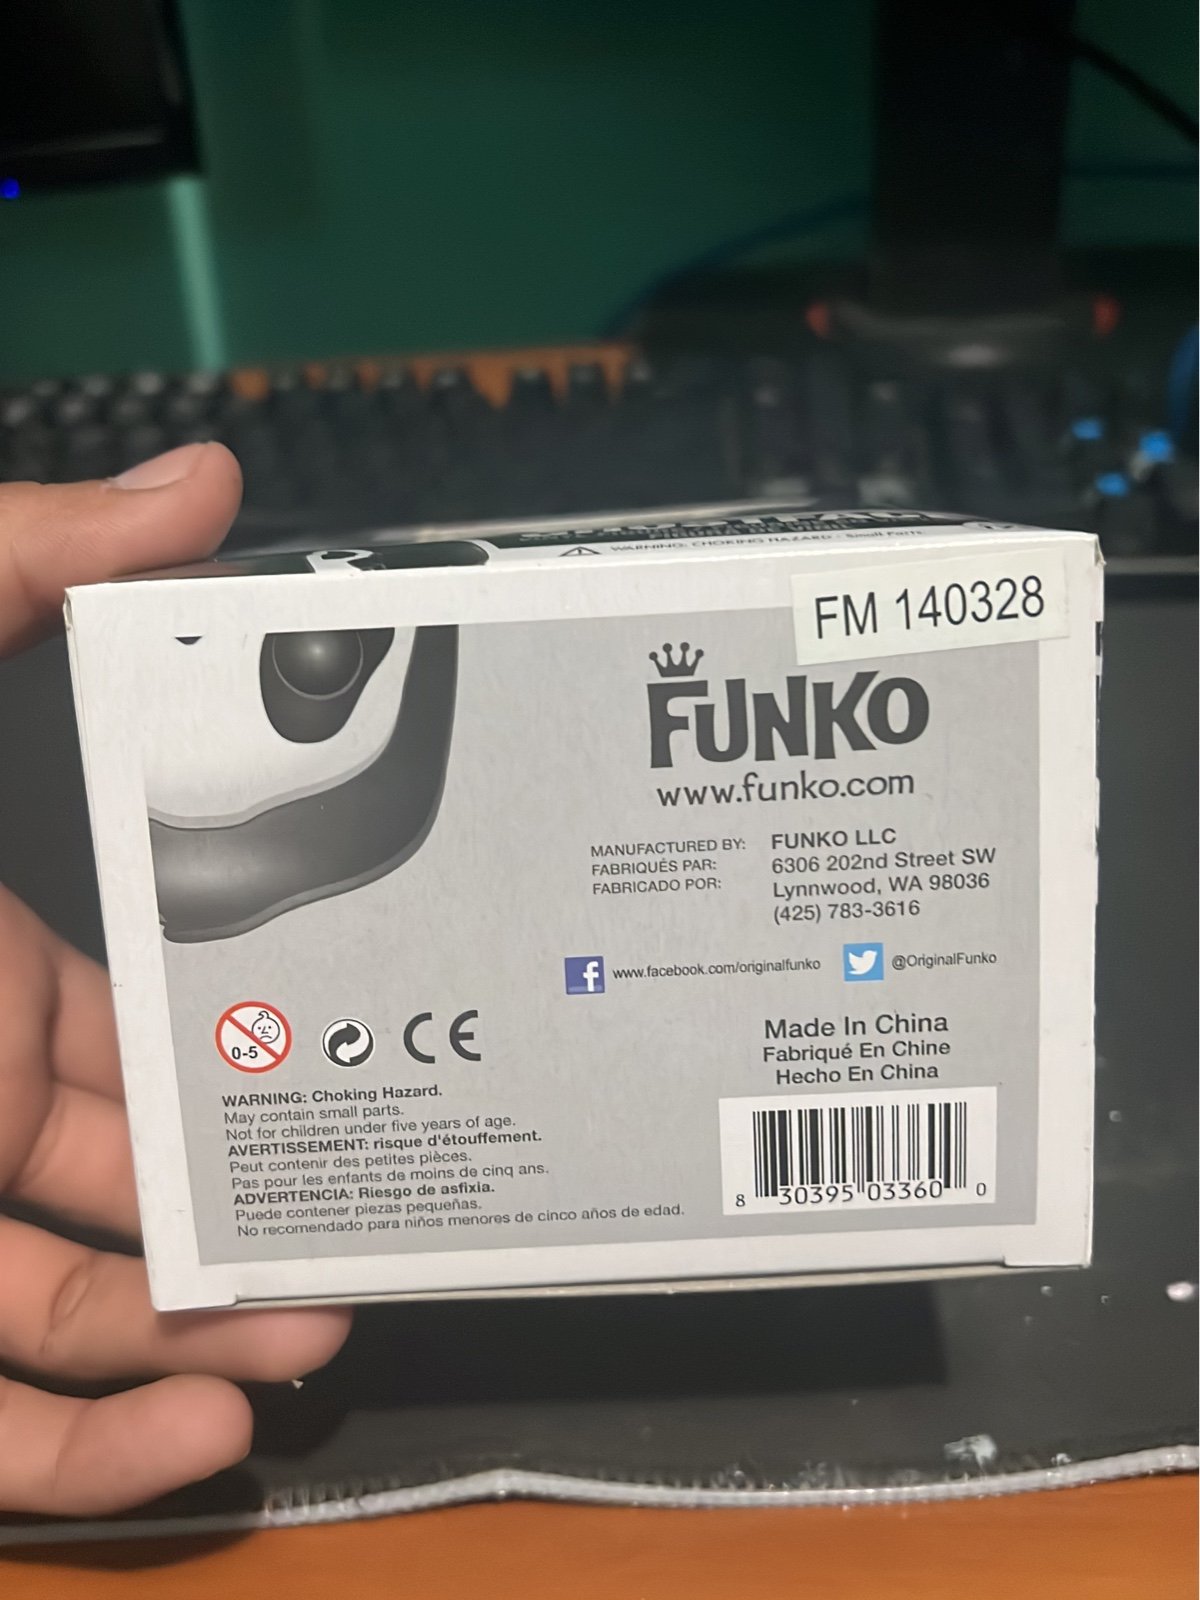 WARNING: CHOKING HAZARD - Small Parts.
FM 140328
FUNKO
www.funko.com
MANUFACTURED BY:
FABRIQUÉS PAR:
FABRICADO POR:
FUNKO LLC
6306 202nd Street SW
Lynnwood, WA 98036
(425) 783-3616
f www.facebook.com/originalfunko
@OriginalFunko
0-5
CE
WARNING: Choking Hazard.
May contain small parts.
Not for children under five years of age.
AVERTISSEMENT: risque d'étouffement.
Peut contenir des petites pièces.
Pas pour les enfants de moins de cinq ans.
ADVERTENCIA: Riesgo de asfixia.
Puede contener piezas pequeñas.
No recomendado para niños menores de cinco años de edad.
Made In China
Fabriqué En Chine
Hecho En China
8 30395 03360 0